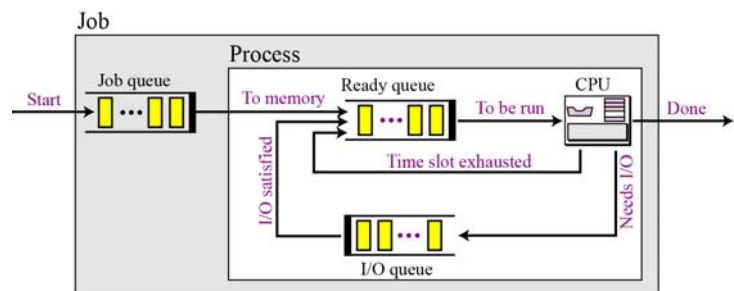 Job
Process
Job queue
Ready queue
CPU
Start
To memory
To be run
Done
Time slot exhausted
I/O satisfied
Needs I/O
I/O queue